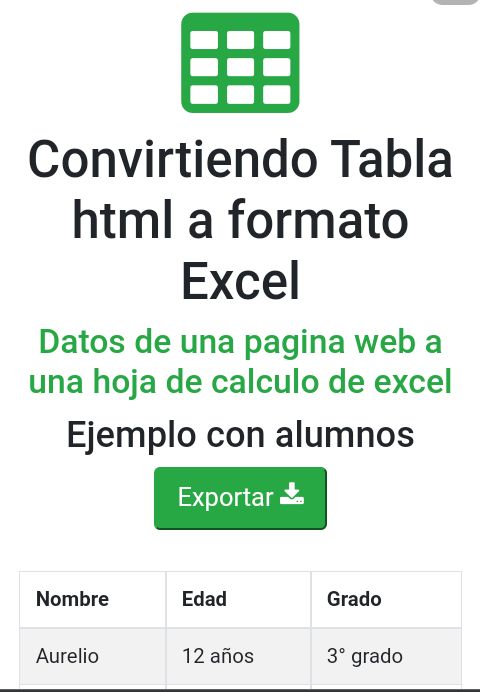 Convirtiendo Tabla
html a formato
Excel
Datos de una pagina web a
una hoja de calculo de excel
Ejemplo con alumnos
Exportar
Nombre Edad Grado
Aurelio 12 años 3° grado